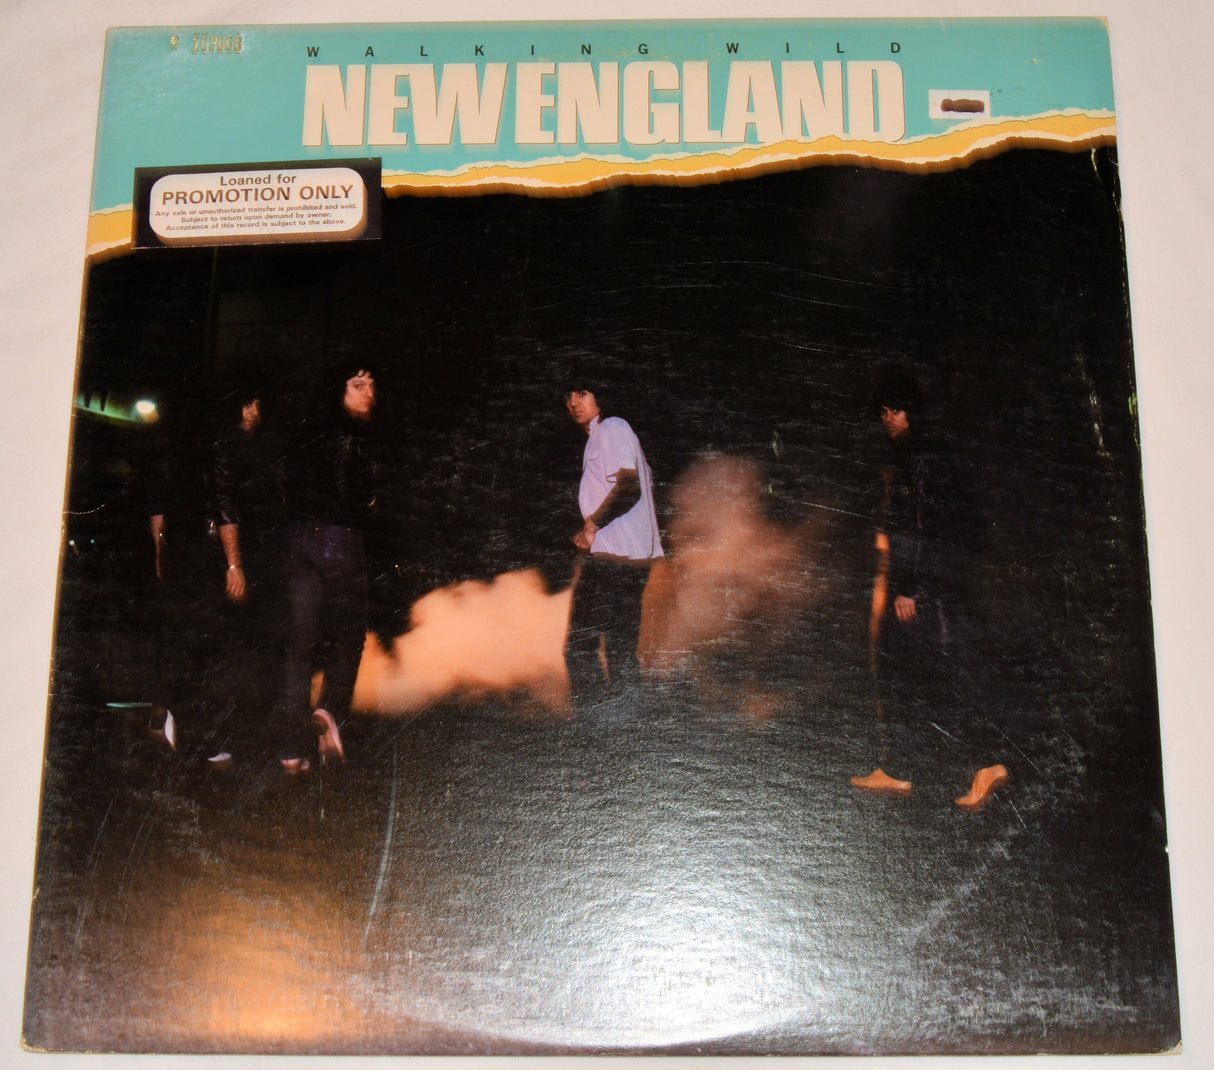 WALKING WILD
NEW ENGLAND
Loaned for
PROMOTION ONLY
Any sale or unauthorized transfer is prohibited and void.
Subject to return upon demand by owner.
Acceptance of this record is subject to the above.